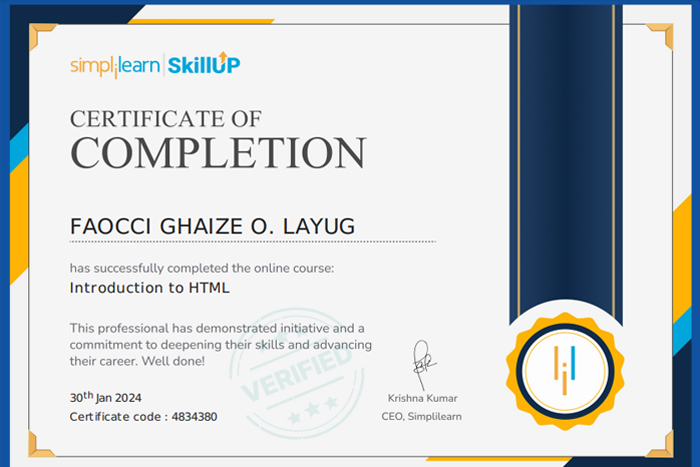 simplilearn | SkillUP
CERTIFICATE OF
COMPLETION
FAOCCI GHAIZE O. LAYUG
has successfully completed the online course:
Introduction to HTML
This professional has demonstrated initiative and a
commitment to deepening their skills and advancing
their career. Well done!
VERIFIED
30th Jan 2024
Certificate code : 4834380
Krishna Kumar
CEO, Simplilearn